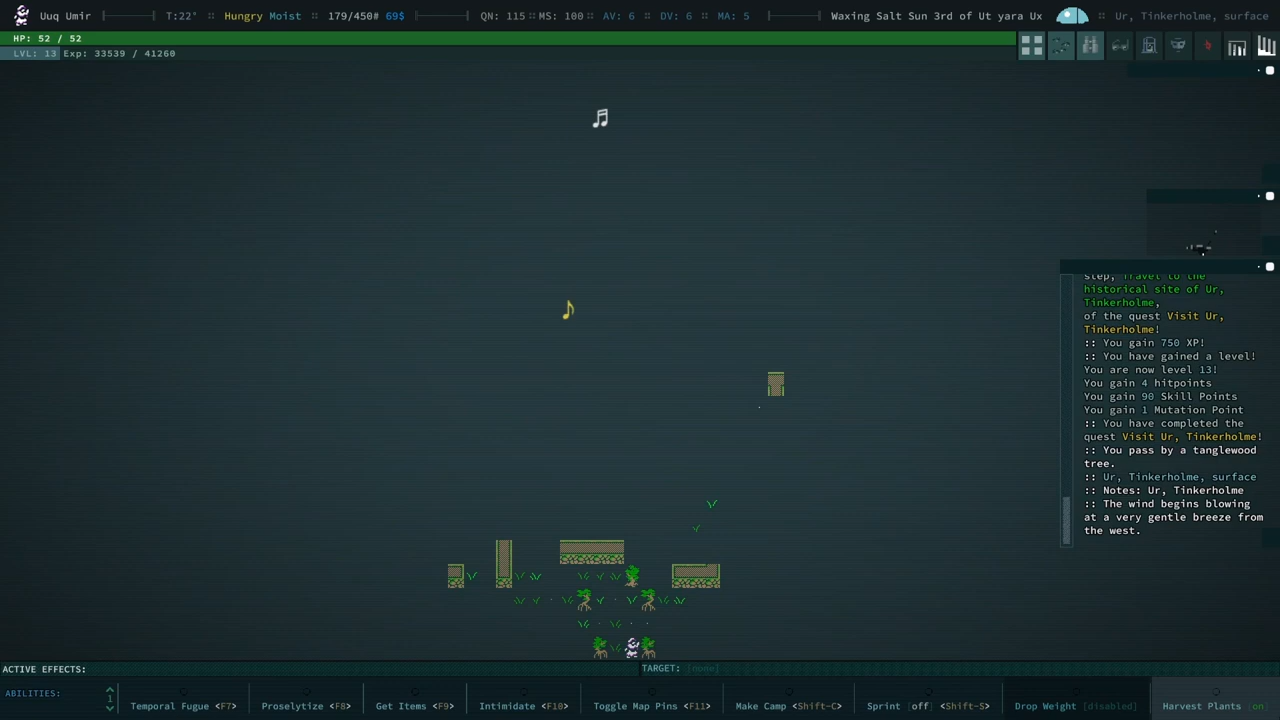 Uuq Umir T:22° Hungry Moist 179/450# 69$ QN: 115 MS: 100 AV: 6 DV: 6 MA: 5 Waxing Salt Sun 3rd of Ut yara Ux Ur, Tinkerholme, surface
HP: 52 / 52
LVL: 13 Exp: 33539 / 41260
step, Travel to the
historical site of Ur,
Tinkerholme,
of the quest Visit Ur,
Tinkerholme!
:: You gain 750 XP!
:: You have gained a level!
You are now level 13!
You gain 4 hitpoints
You gain 90 Skill Points
You gain 1 Mutation Point
:: You have completed the
quest Visit Ur, Tinkerholme!
:: You pass by a tanglewood
tree.
:: Ur, Tinkerholme, surface
:: Notes: Ur, Tinkerholme
:: The wind begins blowing
at a very gentle breeze from
the west.
ACTIVE EFFECTS: TARGET: [none]
ABILITIES: 1 Temporal Fugue <F7> Proselytize <F8> Get Items <F9> Intimidate <F10> Toggle Map Pins <F11> Make Camp <Shift-C> Sprint [off] <Shift-S> Drop Weight [disabled] Harvest Plants [on]